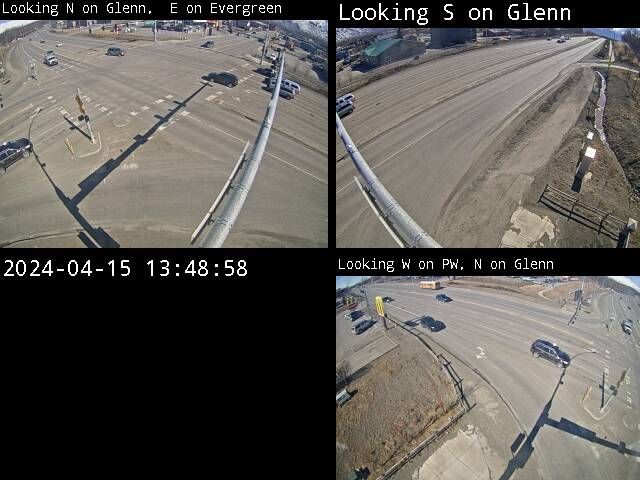 Looking N on Glenn, E on Evergreen
Looking S on Glenn
2024-04-15 13:48:58
Looking W on PW, N on Glenn